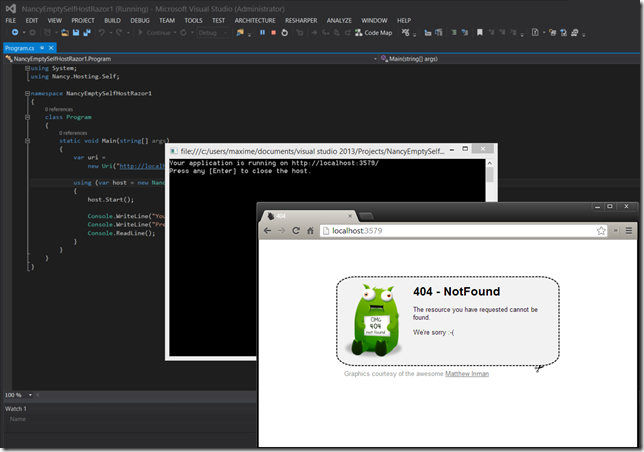 NancyEmptySelfHostRazor1 (Running) - Microsoft Visual Studio (Administrator)
FILE EDIT VIEW PROJECT BUILD DEBUG TEAM TOOLS TEST ARCHITECTURE RESHARPER ANALYZE WINDOW HELP
Continue Debug Code Map
Program.cs
NancyEmptySelfHostRazor1.Program Main(string[] args)
using System;
using Nancy.Hosting.Self;
namespace NancyEmptySelfHostRazor1
{
0 references
class Program
{
0 references
static void Main(string[] args)
{
var uri =
new Uri("http://local
using (var host = new Nanc
{
host.Start();
Console.WriteLine("You
Console.WriteLine("Pre
Console.ReadLine();
}
}
}
}
100 %
Watch 1
Name
file:///c:/users/maxime/documents/visual studio 2013/Projects/NancyEmptySelf...
Your application is running on http://localhost:3579/
Press any [Enter] to close the host.
404
localhost:3579
OMG
404
not found
404 - NotFound
The resource you have requested cannot be
found.
We're sorry :-(
Graphics courtesy of the awesome Matthew Inman